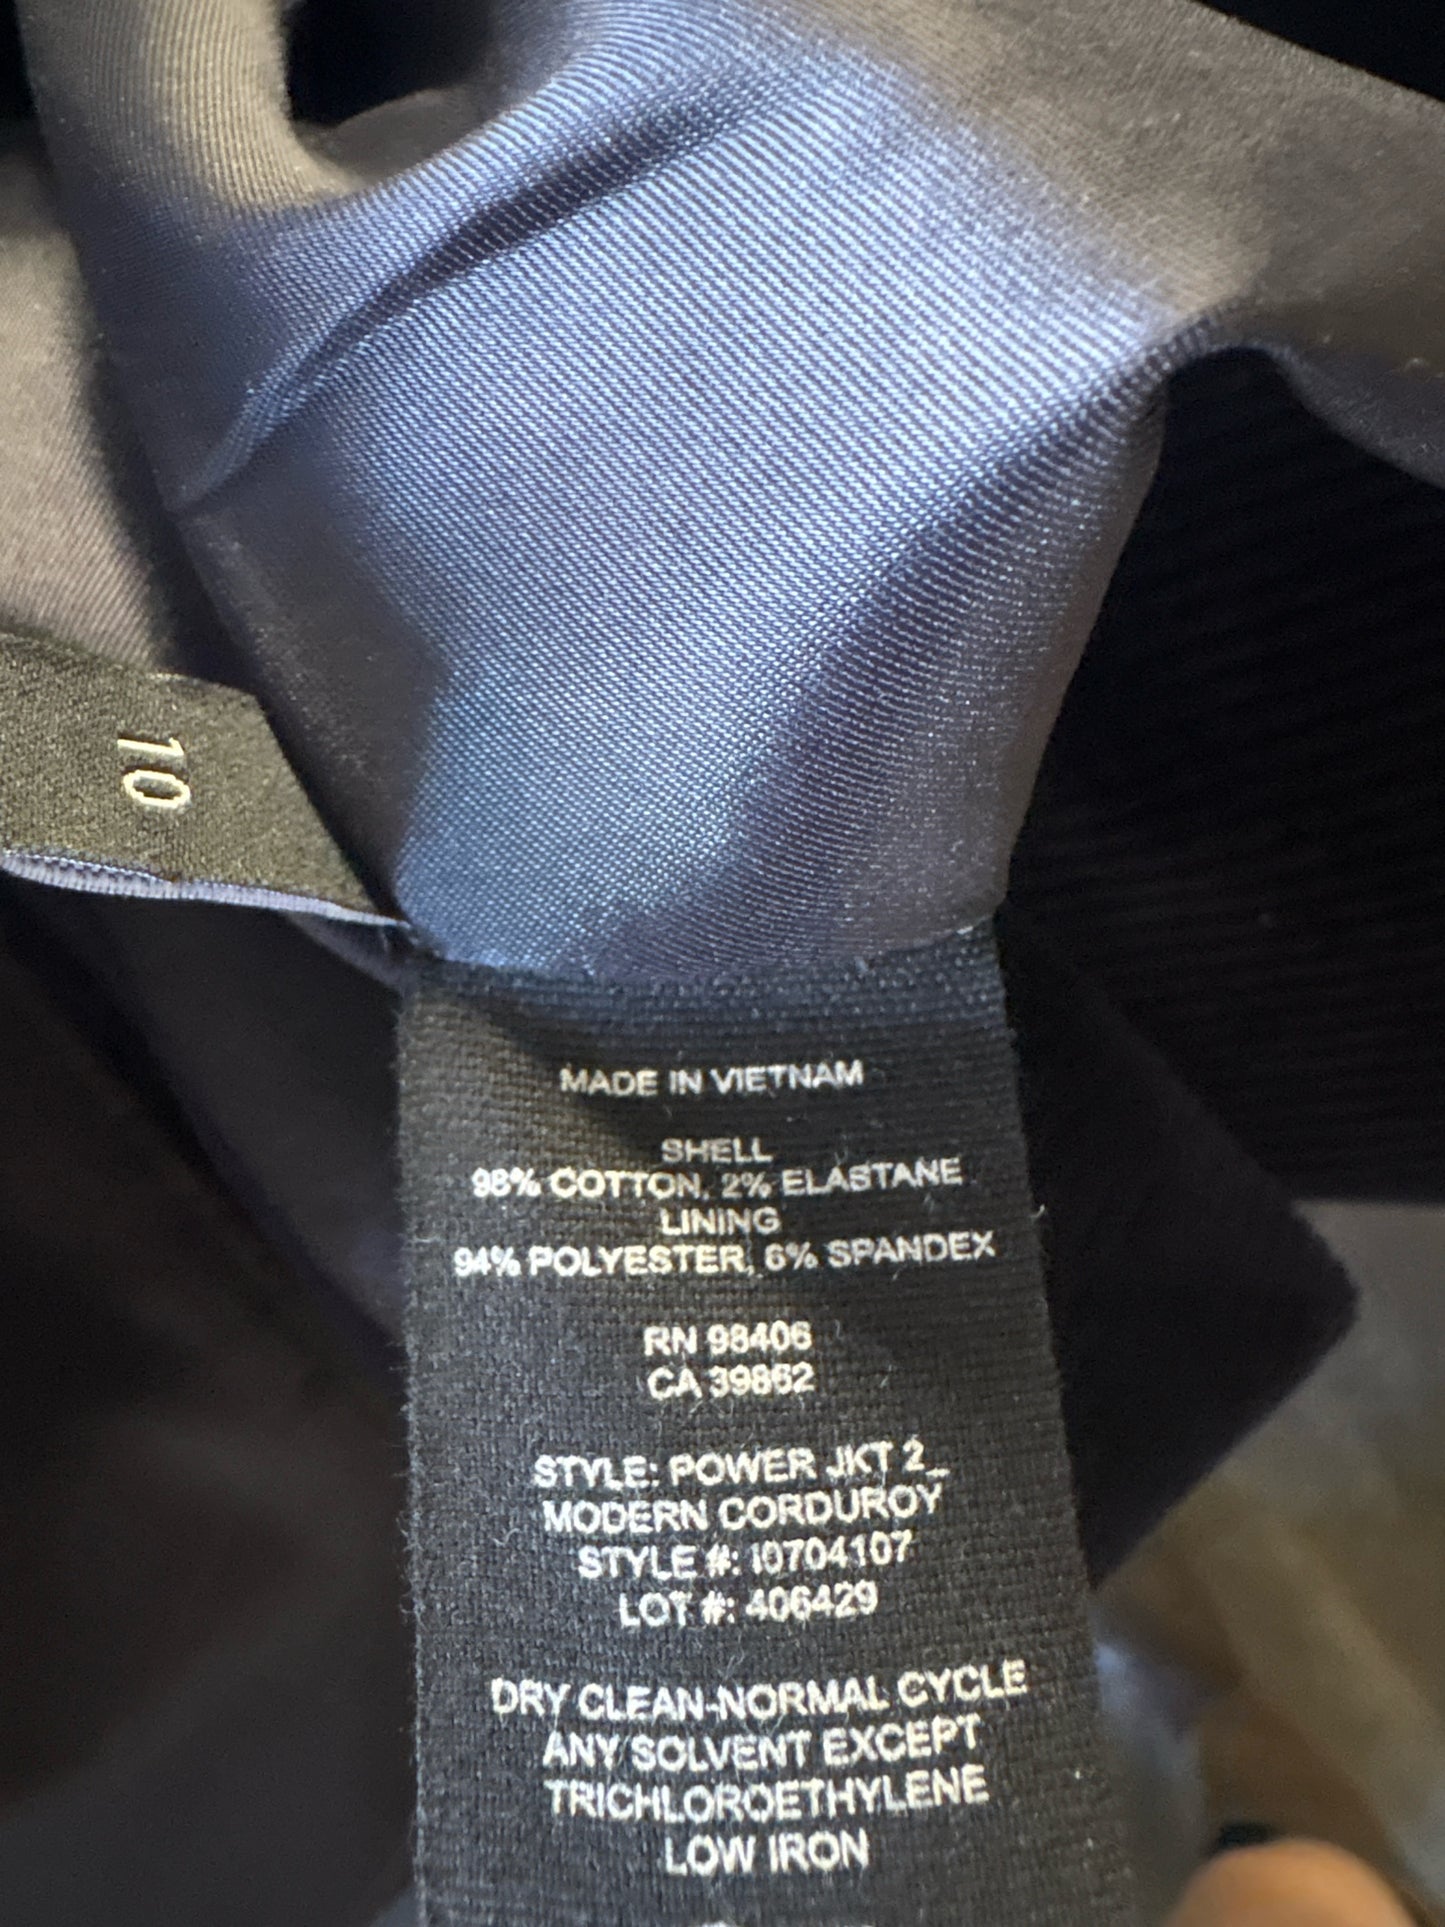 10
MADE IN VIETNAM
SHELL
98% COTTON, 2% ELASTANE
LINING
94% POLYESTER, 6% SPANDEX
RN 98406
CA 39862
STYLE: POWER JKT 2_
MODERN CORDUROY
STYLE #: I0704107
LOT #: 406429
DRY CLEAN-NORMAL CYCLE
ANY SOLVENT EXCEPT
TRICHLOROETHYLENE
LOW IRON